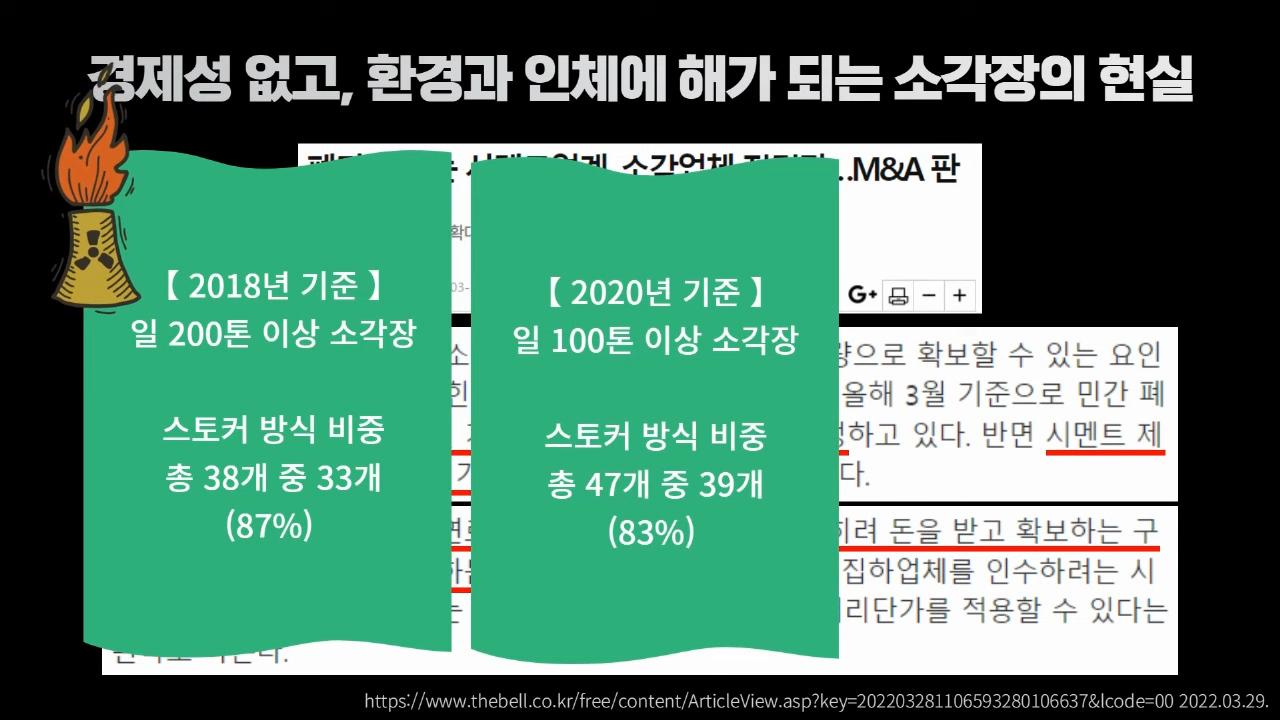 경제성 없고, 환경과 인체에 해가 되는 소각장의 현실
소각업체 …M&A 판
확대
03-
G+
【 2018년 기준 】
일 200톤 이상 소각장
스토커 방식 비중
총 38개 중 33개
(87%)
【 2020년 기준 】
일 100톤 이상 소각장
스토커 방식 비중
총 47개 중 39개
(83%)
량으로 확보할 수 있는 요인
올해 3월 기준으로 민간 폐
하고 있다. 반면 시멘트 제
다.
려 돈을 받고 확보하는 구
집하업체를 인수하려는 시
리단가를 적용할 수 있다는
https://www.thebell.co.kr/free/content/ArticleView.asp?key=202203281106593280106637&lcode=00 2022.03.29.